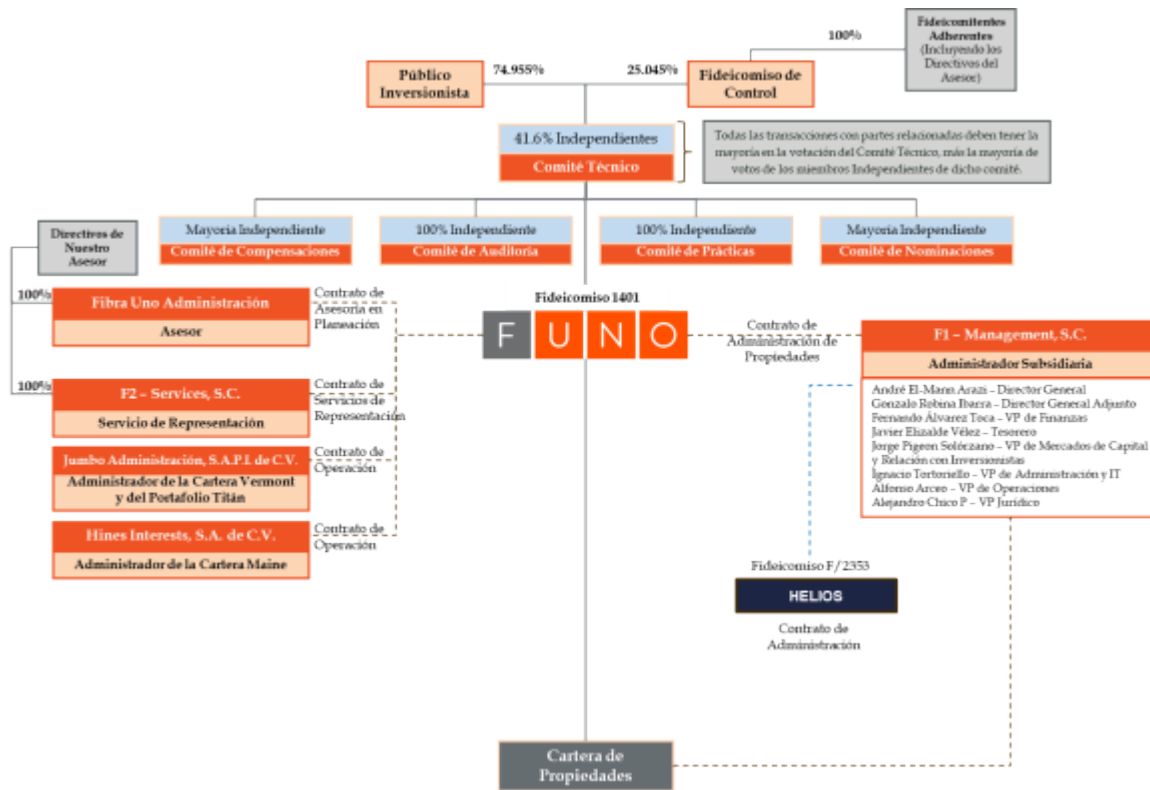 Fideicomitentes
Adherentes
(Incluyendo los
Directivos del
Asesor)
100%
74.955%
25.045%
Público
Inversionista
Fideicomiso de
Control
41.6% Independientes
Comité Técnico
Todas las transacciones con partes relacionadas deben tener la
mayoría en la votación del Comité Técnico, más la mayoría de
votos de los miembros Independientes de dicho comité.
Mayoría Independiente
Comité de Compensaciones
100% Independiente
Comité de Auditoría
100% Independiente
Comité de Prácticas
Mayoría Independiente
Comité de Nominaciones
Directivos de
Nuestro
Asesor
100%
Fibra Uno Administración
Asesor
Contrato de
Asesoría en
Planeación
Fideicomiso 1401
FUNO
Contrato de
Administración de
Propiedades
F1 – Management, S.C.
Administrador Subsidiaria
André El-Mann Arazi – Director General
Gonzalo Robina Ibarra – Director General Adjunto
Fernando Álvarez Toca – VP de Finanzas
Javier Elizalde Vélez – Tesorero
Jorge Pigeon Solórzano – VP de Mercados de Capital
y Relación con Inversionistas
Ignacio Tortoriello – VP de Administración y IT
Alfonso Arceo – VP de Operaciones
Alejandro Chico P – VP Jurídico
100%
F2 – Services, S.C.
Servicio de Representación
Contrato de
Servicios de
Representación
Jumbo Administración, S.A.P.I. de C.V.
Administrador de la Cartera Vermont
y del Portafolio Titán
Contrato de
Operación
Hines Interests, S.A. de C.V.
Administrador de la Cartera Maine
Contrato de
Operación
Fideicomiso F/2353
HELIOS
Contrato de
Administración
Cartera de
Propiedades